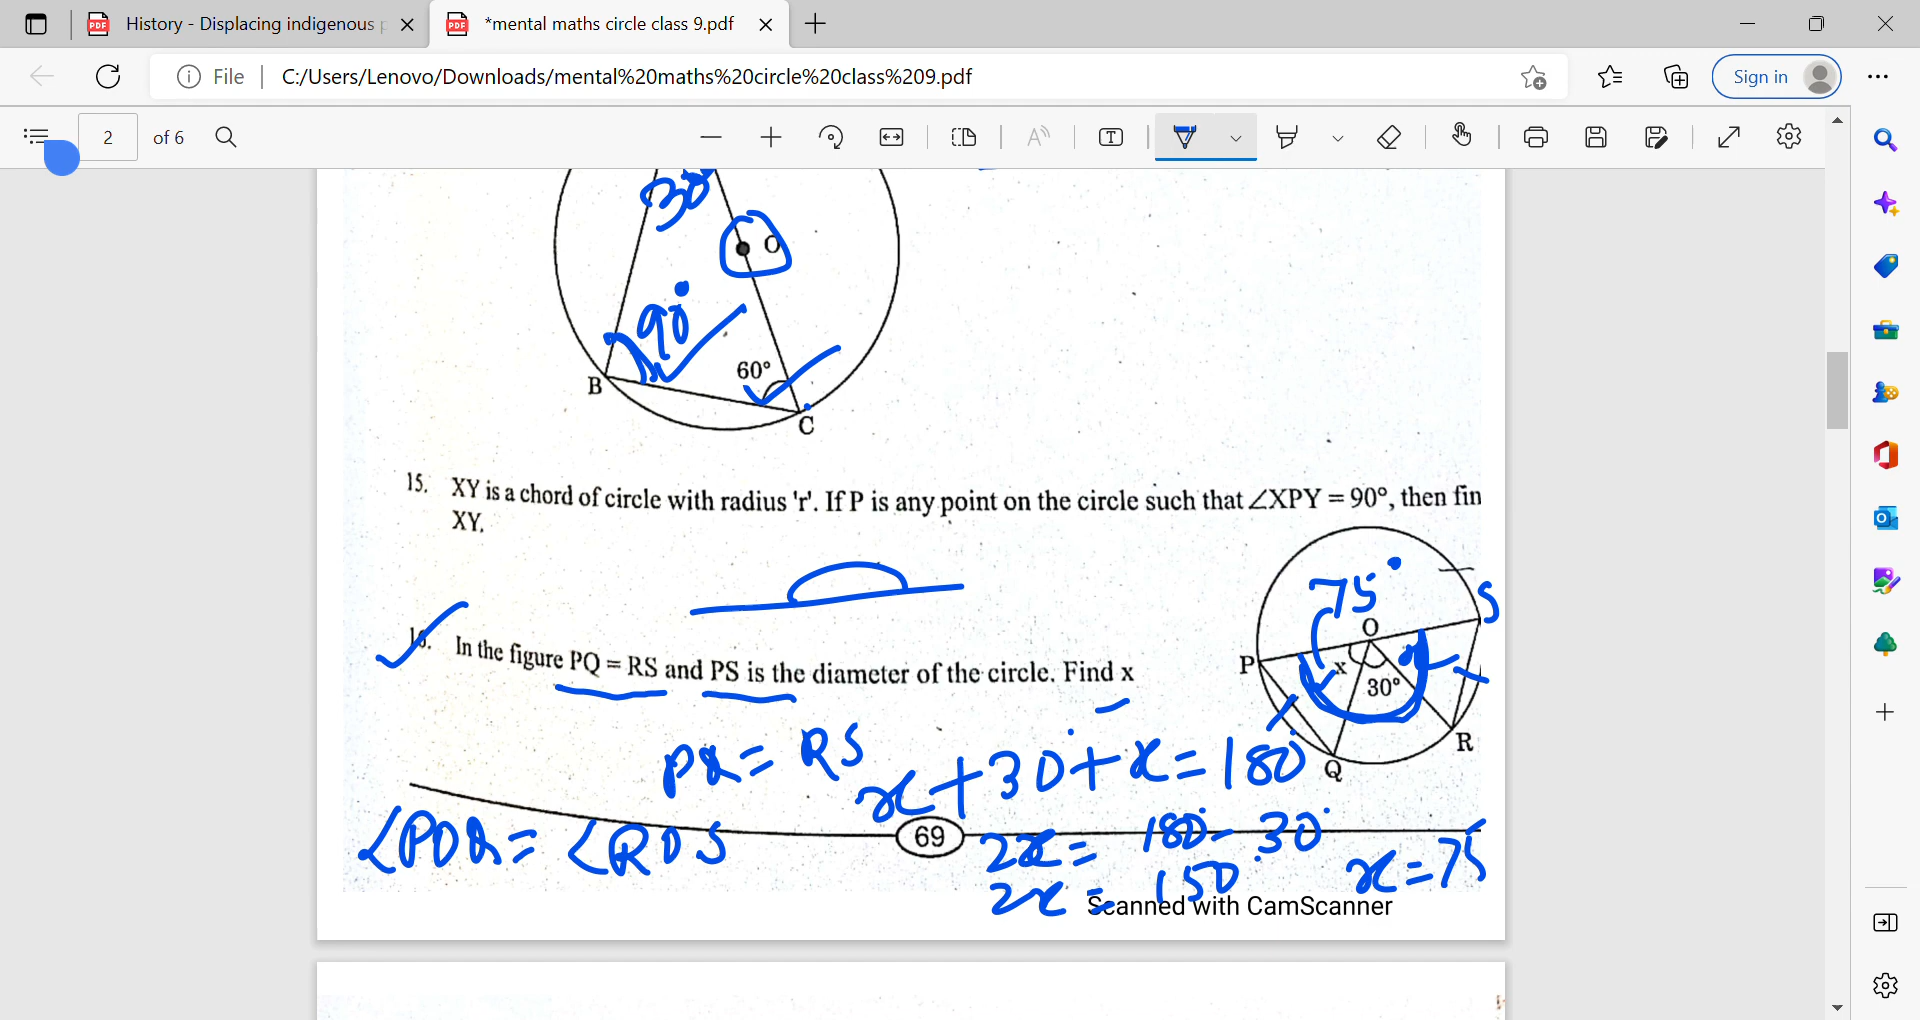 History - Displacing indigenous p
*mental maths circle class 9.pdf
File
C:/Users/Lenovo/Downloads/mental%20maths%20circle%20class%209.pdf
Sign in
2 of 6
30°
O
90°
60°
B
C
15. XY is a chord of circle with radius 'r'. If P is any point on the circle such that ∠XPY = 90°, then fin
XY.
75°
S
O
P
x
x
30°
16. In the figure PQ = RS and PS is the diameter of the circle. Find x
R
Q
PQ = RS
x + 30° + x = 180°
∠POQ = ∠ROS
69
2x = 180° - 30°
2x = 150°
x = 75
Scanned with CamScanner